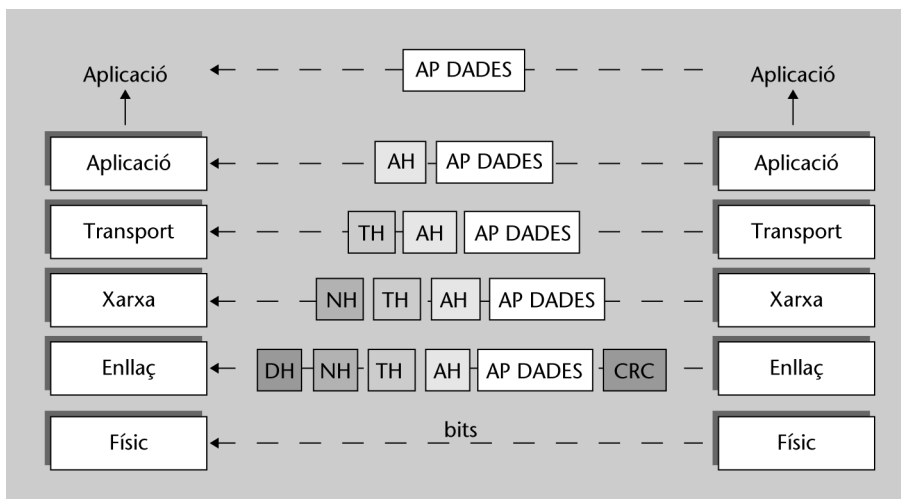 Aplicació AP DADES Aplicació
Aplicació AH AP DADES Aplicació
Transport TH AH AP DADES Transport
Xarxa NH TH AH AP DADES Xarxa
Enllaç DH NH TH AH AP DADES CRC Enllaç
Físic bits Físic